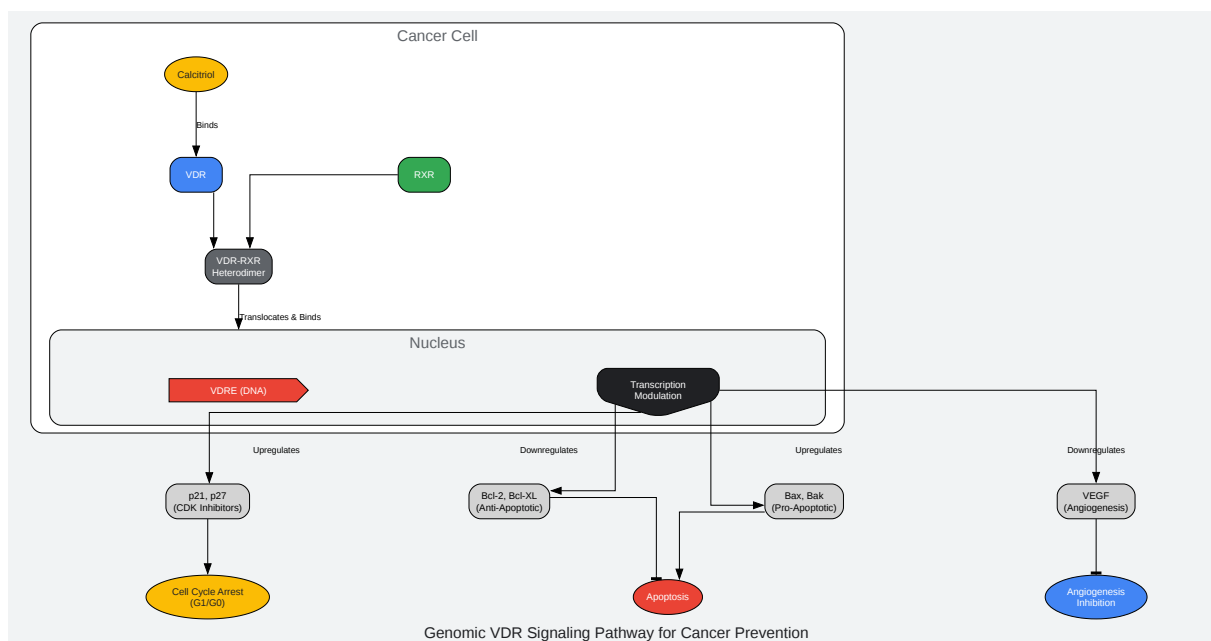 Cancer Cell
Calcitriol
Binds
VDR
RXR
VDR-RXR
Heterodimer
Translocates & Binds
Nucleus
VDRE (DNA)
Transcription
Modulation
Upregulates
Downregulates
Upregulates
Downregulates
p21, p27
(CDK Inhibitors)
Bcl-2, Bcl-XL
(Anti-Apoptotic)
Bax, Bak
(Pro-Apoptotic)
VEGF
(Angiogenesis)
Cell Cycle Arrest
(G1/G0)
Apoptosis
Angiogenesis
Inhibition
Genomic VDR Signaling Pathway for Cancer Prevention